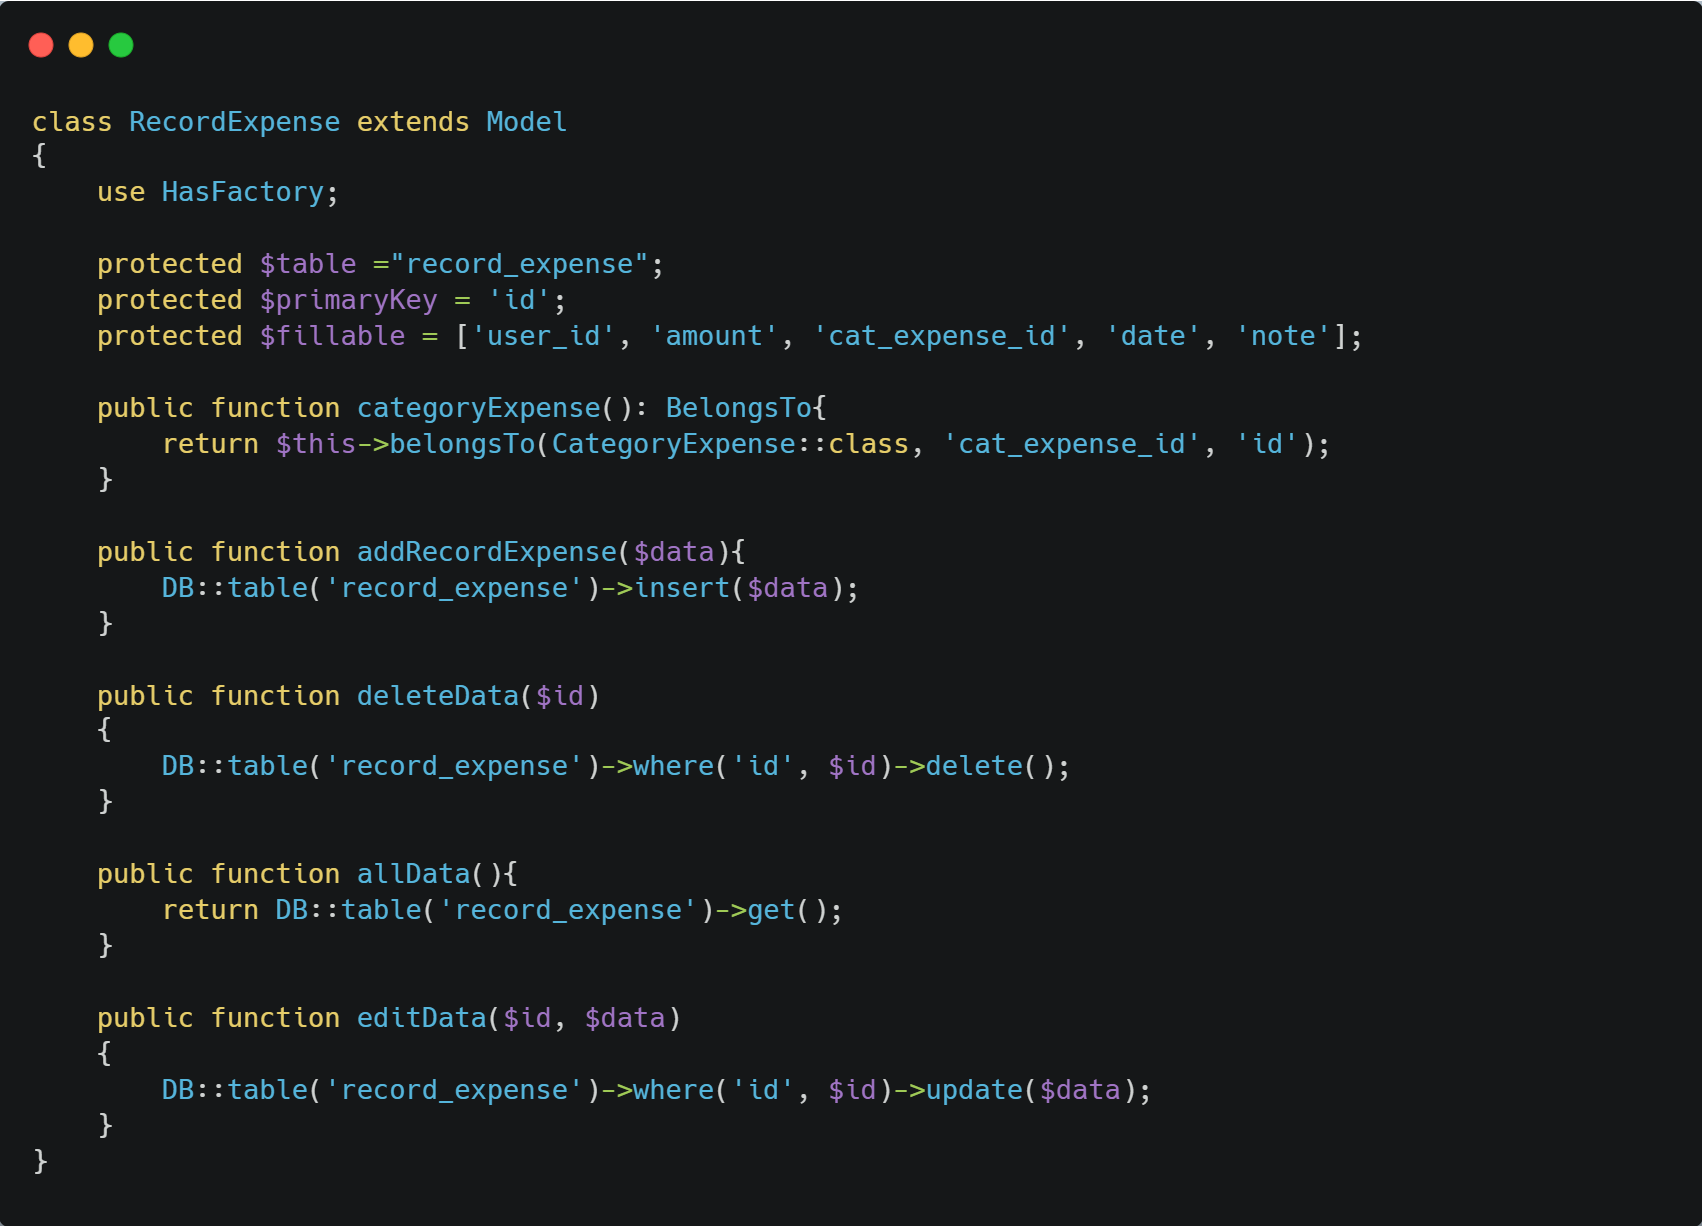 class RecordExpense extends Model
{
    use HasFactory;

    protected $table ="record_expense";
    protected $primaryKey = 'id';
    protected $fillable = ['user_id', 'amount', 'cat_expense_id', 'date', 'note'];

    public function categoryExpense(): BelongsTo{
        return $this->belongsTo(CategoryExpense::class, 'cat_expense_id', 'id');
    }

    public function addRecordExpense($data){
        DB::table('record_expense')->insert($data);
    }

    public function deleteData($id)
    {
        DB::table('record_expense')->where('id', $id)->delete();
    }

    public function allData(){
        return DB::table('record_expense')->get();
    }

    public function editData($id, $data)
    {
        DB::table('record_expense')->where('id', $id)->update($data);
    }
}